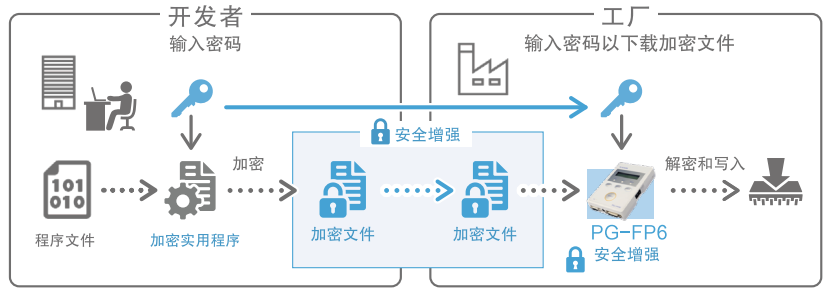 开发者
输入密码
工厂
输入密码以下载加密文件
安全增强
加密
解密和写入
101
010
程序文件
加密实用程序
加密文件
加密文件
PG-FP6
安全增强